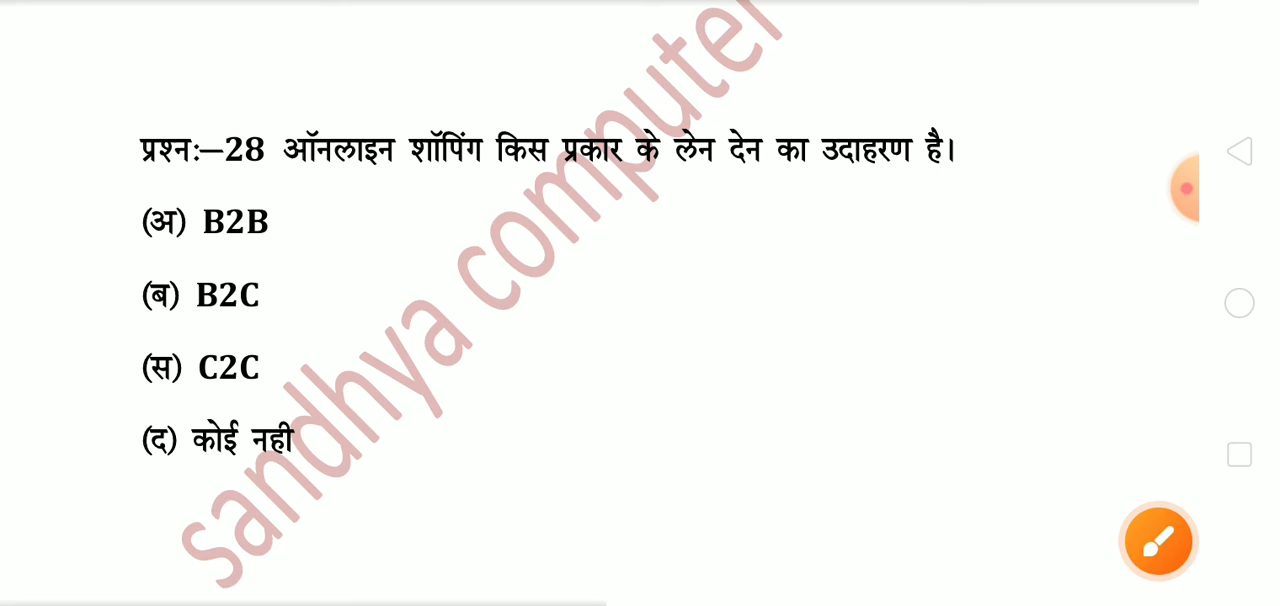 प्रश्नः–28 ऑनलाइन शॉपिंग किस प्रकार के लेन देन का उदाहरण है।
(अ) B2B
(ब) B2C
(स) C2C
(द) कोई नही
sandhya computer